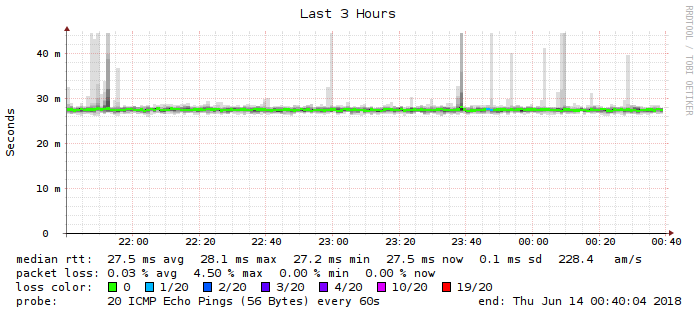 Last 3 Hours
RRDTOOL / TOBI OETIKER
Seconds
40 m
30 m
20 m
10 m
0
22:00 22:20 22:40 23:00 23:20 23:40 00:00 00:20 00:40
median rtt: 27.5 ms avg 28.1 ms max 27.2 ms min 27.5 ms now 0.1 ms sd 228.4 am/s
packet loss: 0.03 % avg 4.50 % max 0.00 % min 0.00 % now
loss color: 0 1/20 2/20 3/20 4/20 10/20 19/20
probe: 20 ICMP Echo Pings (56 Bytes) every 60s end: Thu Jun 14 00:40:04 2018